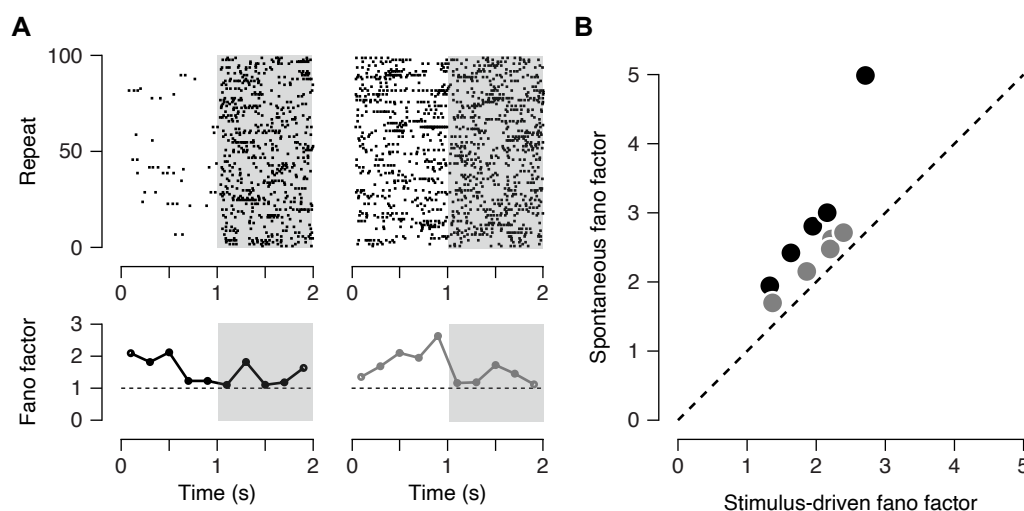 A
B
Repeat
100
50
0
0 1 2
0 1 2
Fano factor
3
2
1
0
0 1 2
0 1 2
Time (s)
Time (s)
Spontaneous fano factor
5
4
3
2
1
0
0 1 2 3 4 5
Stimulus-driven fano factor